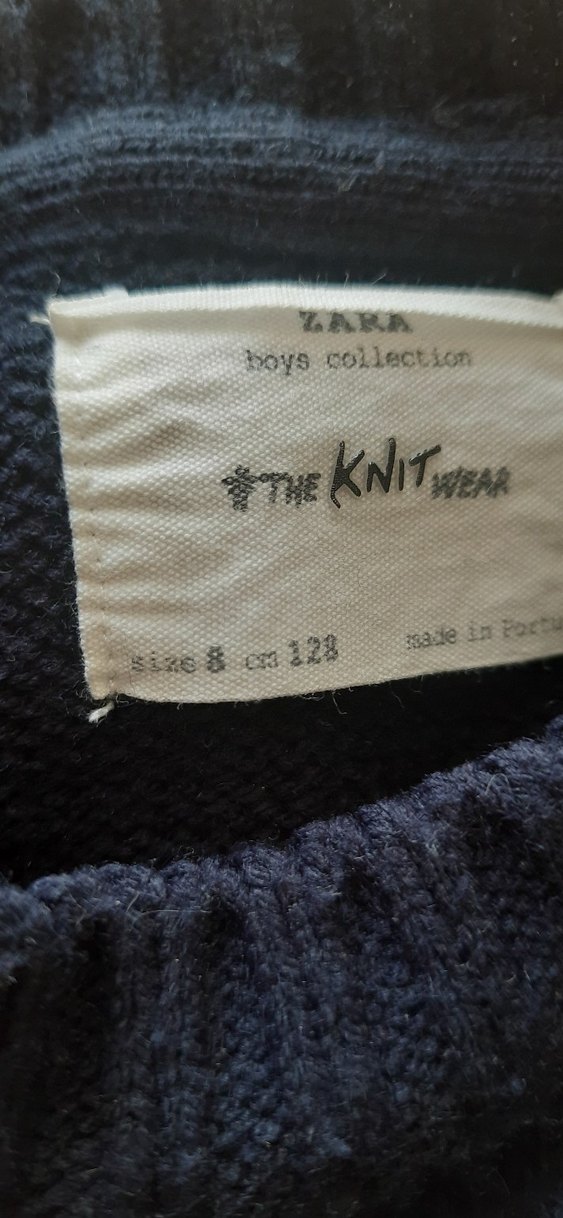 ZARA
boys collection
THE KNIT WEAR
size 8 cm 128
made in Portu